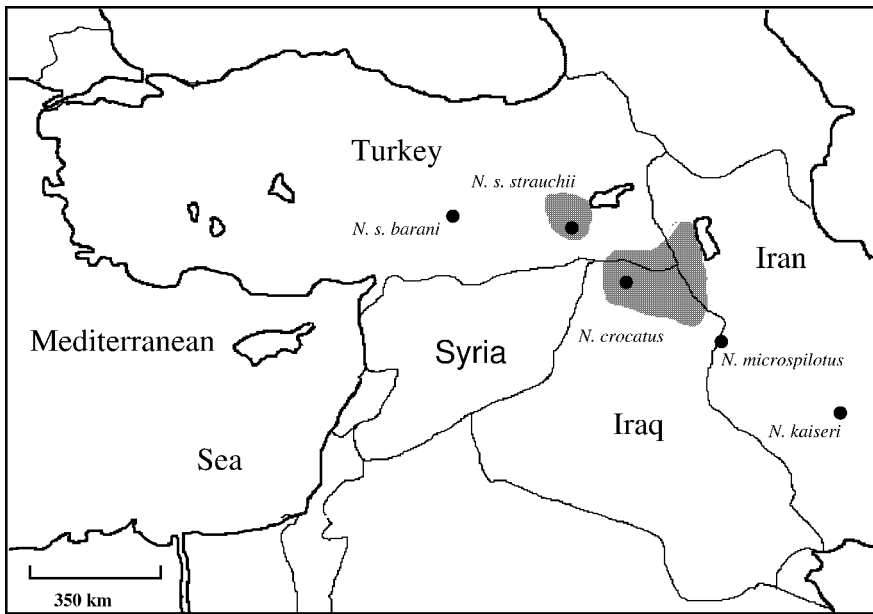 Turkey
N. s. strauchii
N. s. barani
Iran
Mediterranean
N. crocatus
Syria
N. microspilotus
Iraq
N. kaiseri
Sea
350 km